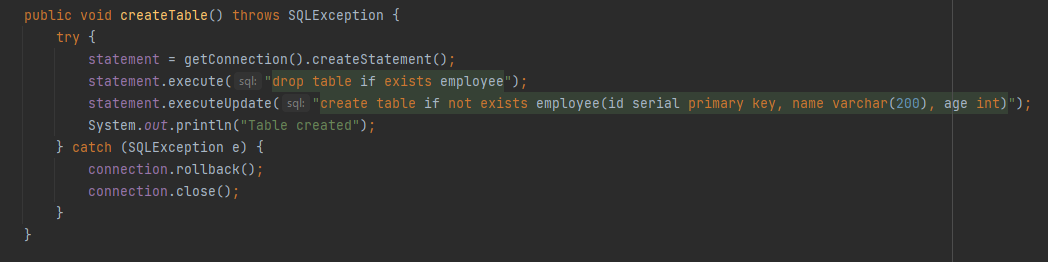 public void createTable() throws SQLException {
try {
statement = getConnection().createStatement();
statement.execute( sql: "drop table if exists employee");
statement.executeUpdate( sql: "create table if not exists employee(id serial primary key, name varchar(200), age int)");
System.out.println("Table created");
} catch (SQLException e) {
connection.rollback();
connection.close();
}
}